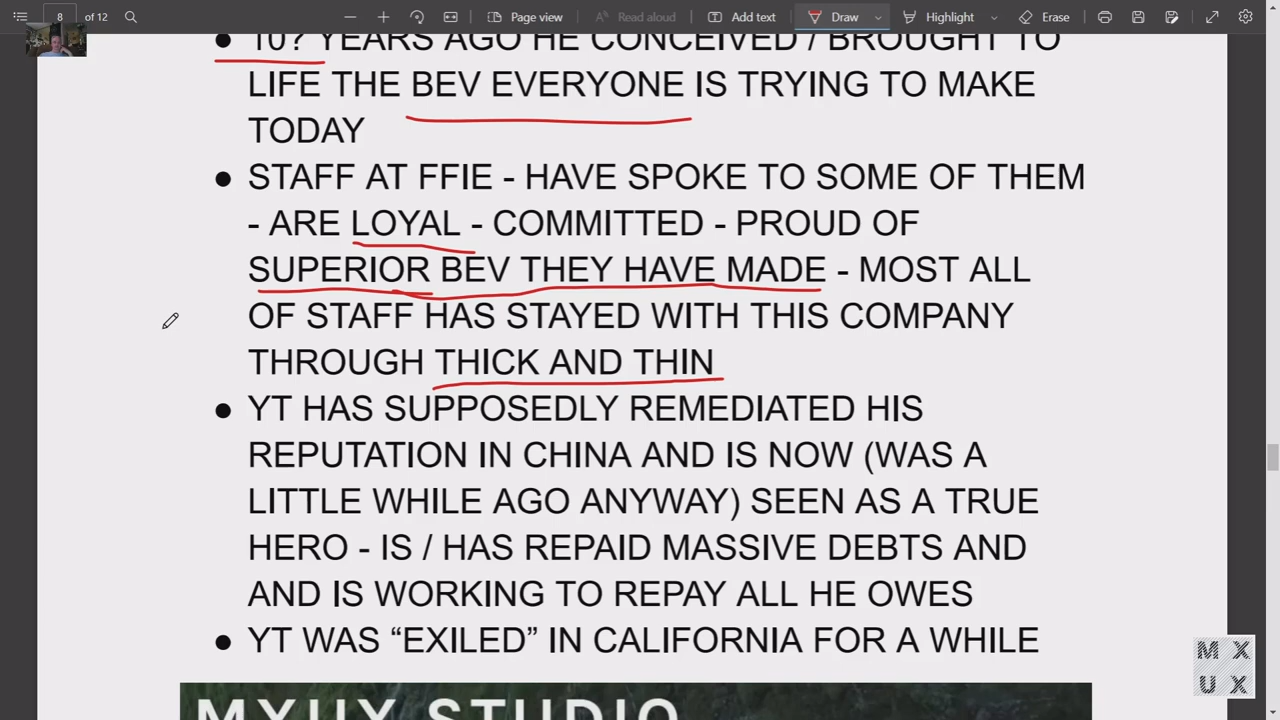 8 of 12 Page view Read aloud Add text Draw Highlight Erase
● 10? YEARS AGO HE CONCEIVED / BROUGHT TO
LIFE THE BEV EVERYONE IS TRYING TO MAKE
TODAY
● STAFF AT FFIE - HAVE SPOKE TO SOME OF THEM
- ARE LOYAL - COMMITTED - PROUD OF
SUPERIOR BEV THEY HAVE MADE - MOST ALL
OF STAFF HAS STAYED WITH THIS COMPANY
THROUGH THICK AND THIN
● YT HAS SUPPOSEDLY REMEDIATED HIS
REPUTATION IN CHINA AND IS NOW (WAS A
LITTLE WHILE AGO ANYWAY) SEEN AS A TRUE
HERO - IS / HAS REPAID MASSIVE DEBTS AND
AND IS WORKING TO REPAY ALL HE OWES
● YT WAS “EXILED” IN CALIFORNIA FOR A WHILE
MXUX STUDIO
M X
U X